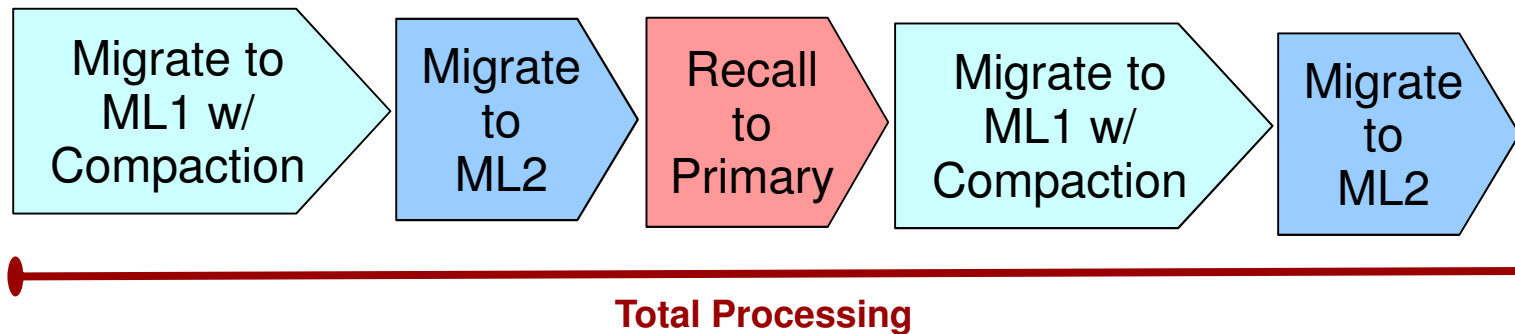 Migrate to
ML1 w/
Compaction
Migrate
to
ML2
Recall
to
Primary
Migrate to
ML1 w/
Compaction
Migrate
to
ML2
Total Processing